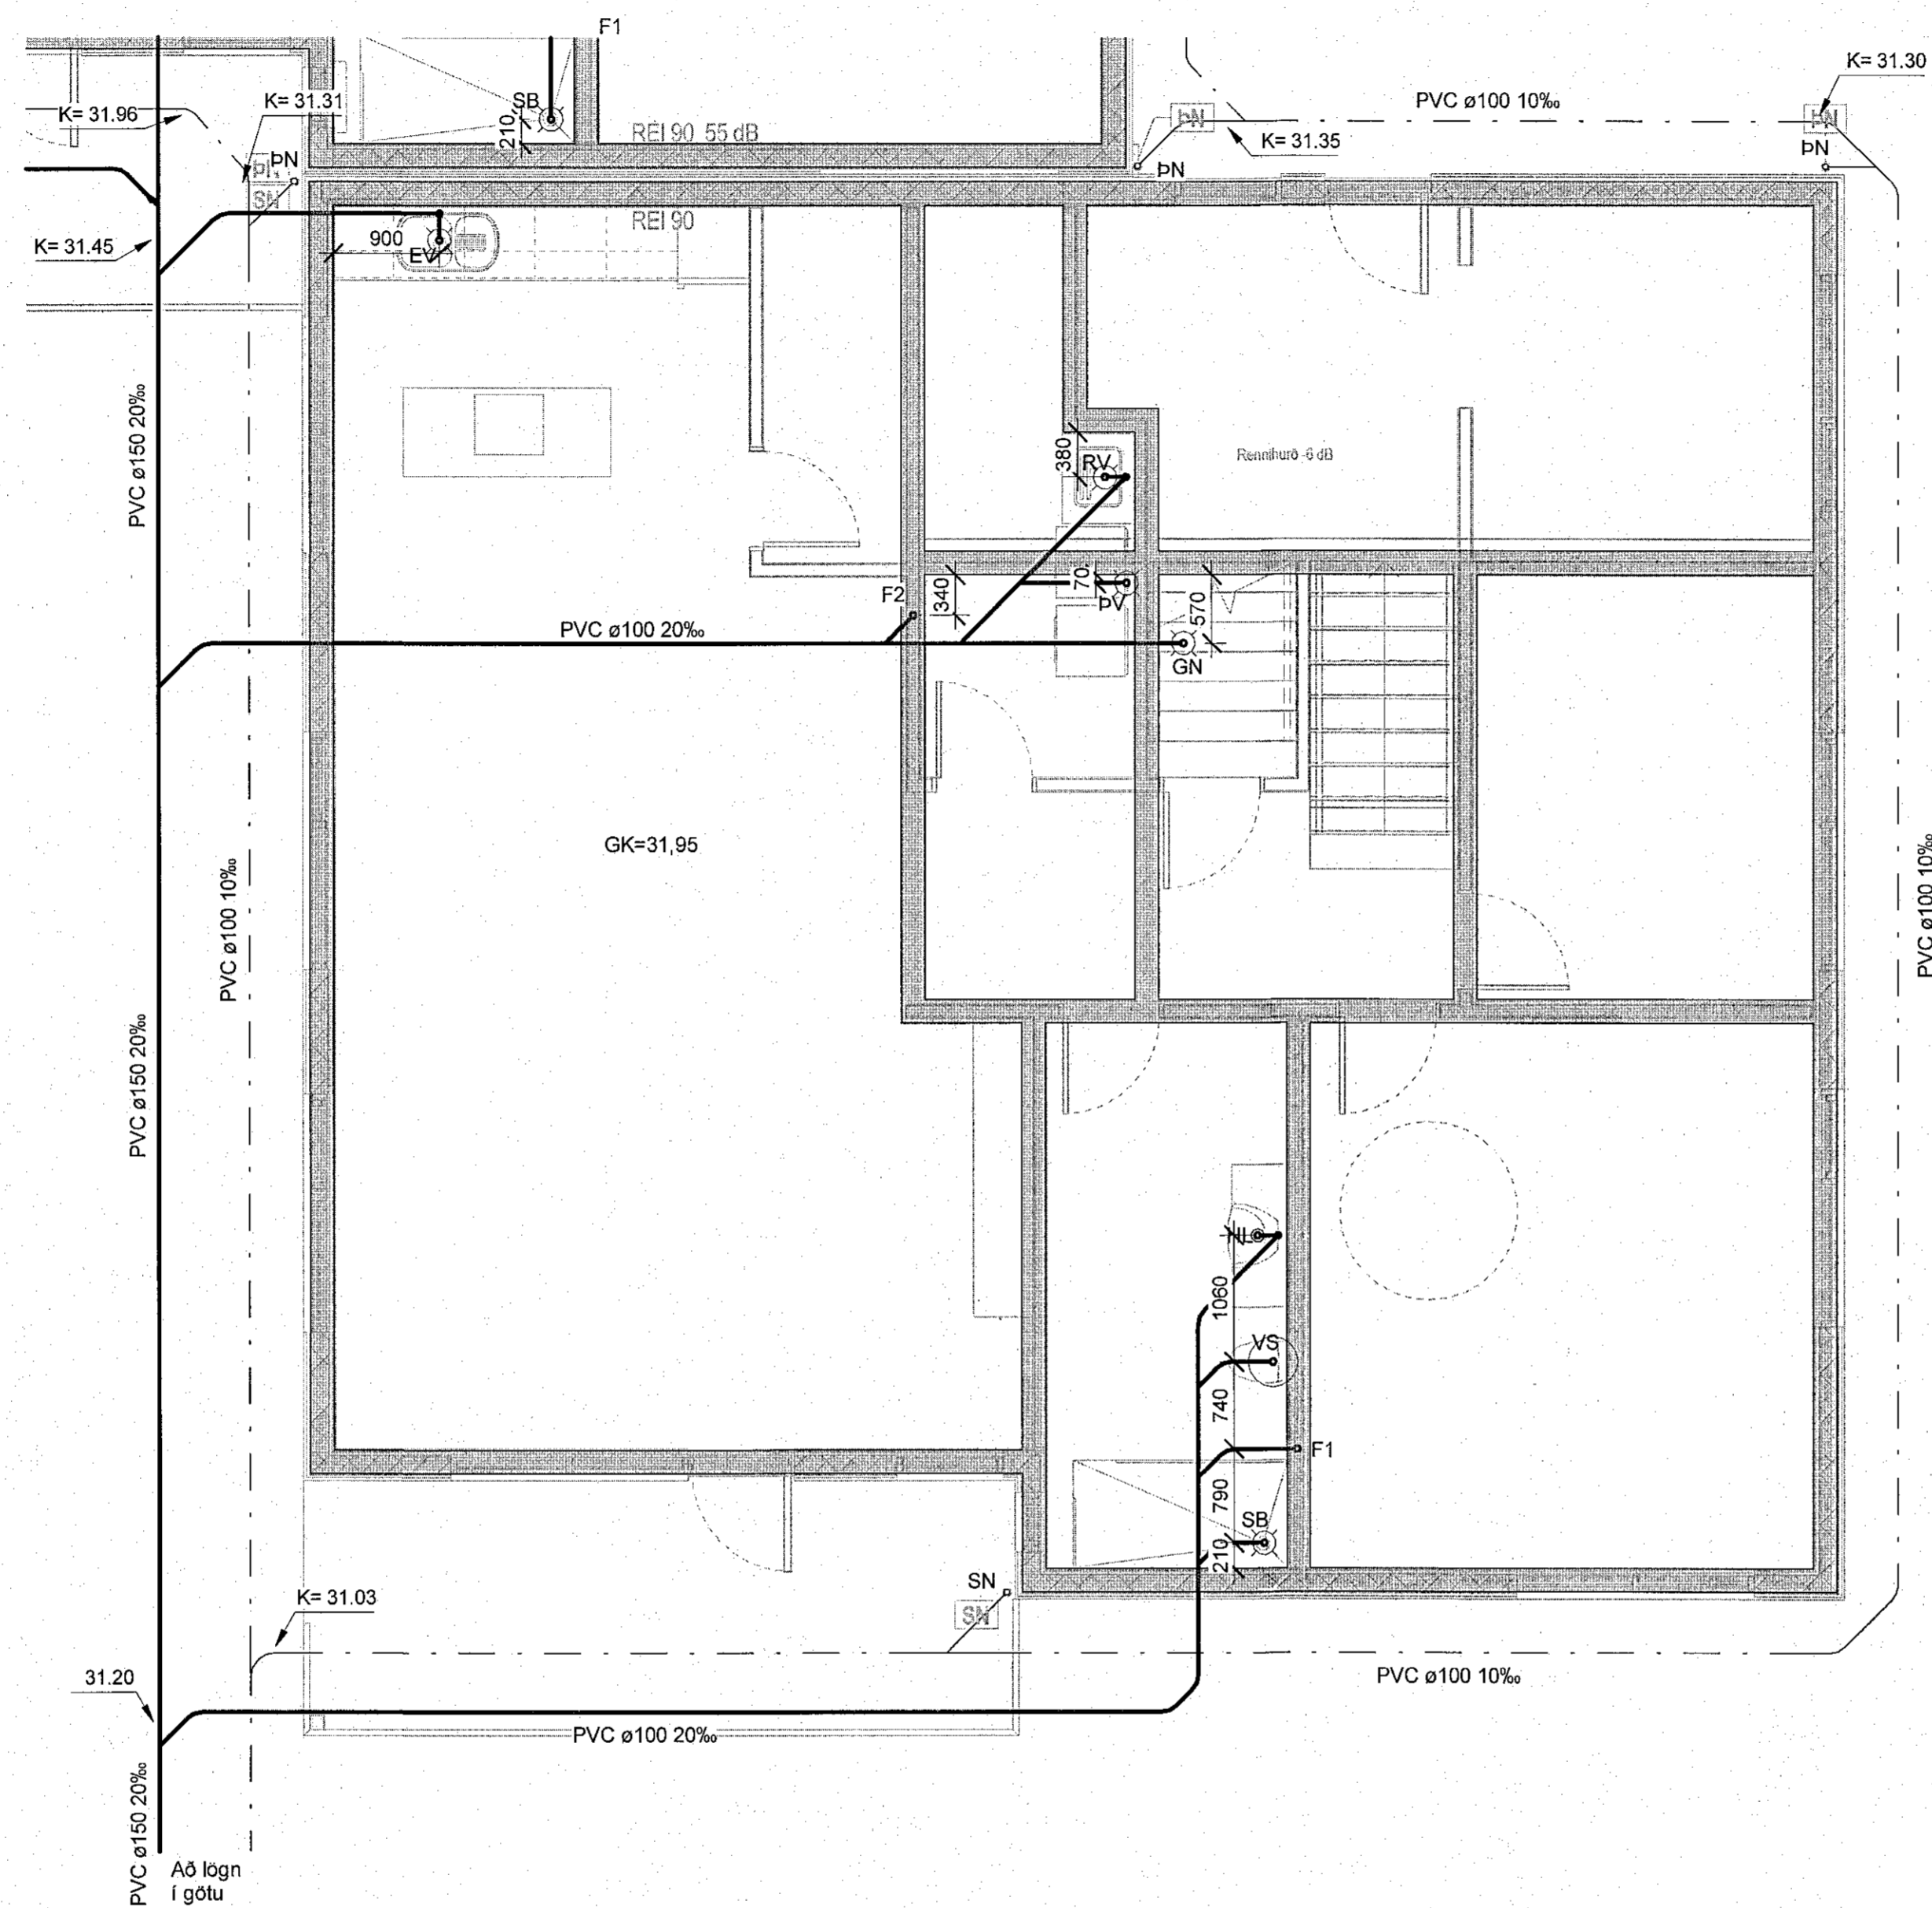 F1
K= 31.30
K= 31.96
K= 31.31
SB
210
REI 90 55 dB
ÞN
PVC ø100 10‰
ÞN
K= 31.35
ÞN
ÞN
ÞN
SN
ÞN
K= 31.45
900
EV
REI 90
PVC ø150 20‰
380
RV
Rennihurð -6 dB
F2
340
70
ÞV
570
PVC ø100 20‰
GN
GK=31,95
PVC ø100 10‰
PVC ø100 10‰
PVC ø150 20‰
HL
1060
VS
740
F1
790
SB
210
SN
SN
K= 31.03
31.20
PVC ø100 10‰
PVC ø100 20‰
PVC ø150 20‰
Að lögn
í götu